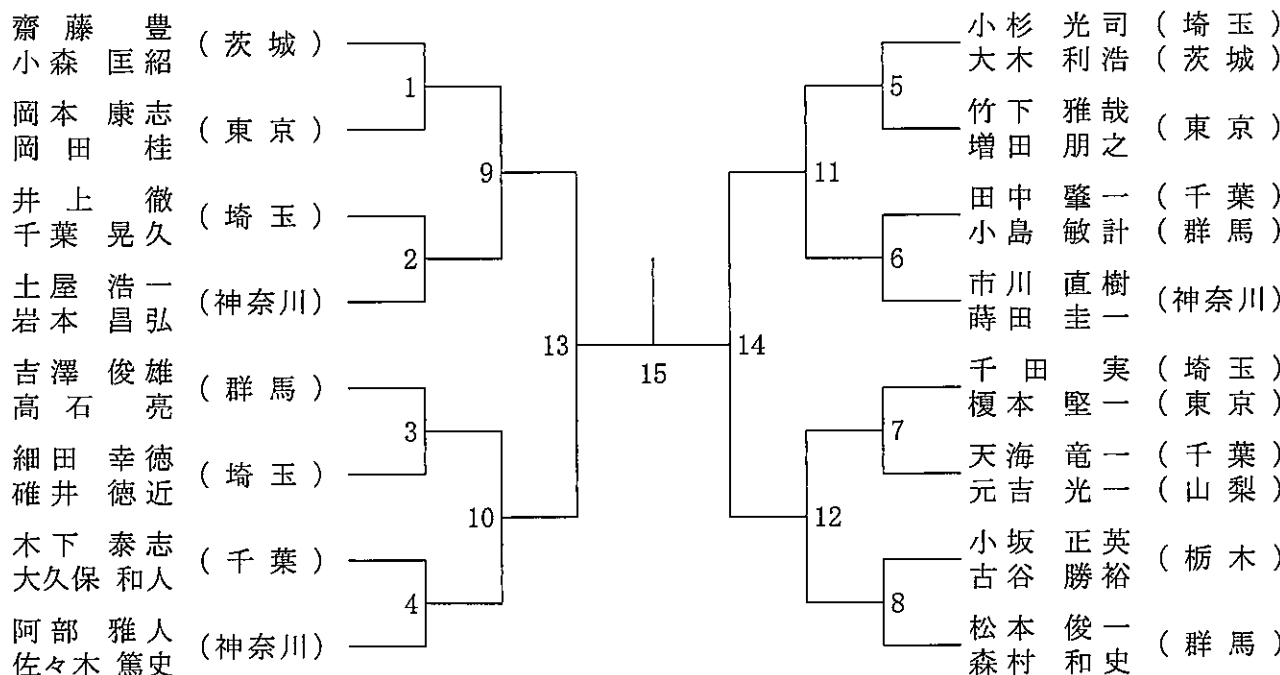 齋藤 豊
小森 匡紹
(茨城)
岡本 康志
岡田 桂
(東京)
井上 徹
千葉 晃久
(埼玉)
土屋 浩一
岩本 昌弘
(神奈川)
吉澤 俊雄
高石 亮
(群馬)
細田 幸徳
碓井 徳近
(埼玉)
木下 泰志
大久保 和人
(千葉)
阿部 雅人
佐々木 篤史
(神奈川)
1
2
3
4
9
10
13
15
14
11
12
5
6
7
8
小杉 光司 (埼玉)
大木 利浩 (茨城)
竹下 雅哉
増田 朋之
(東京)
田中 肇一 (千葉)
小島 敏計 (群馬)
市川 直樹
蒔田 圭一
(神奈川)
千田 実 (埼玉)
榎本 堅一 (東京)
天海 竜一 (千葉)
元吉 光一 (山梨)
小坂 正英
古谷 勝裕
(栃木)
松本 俊一
森村 和史
(群馬)